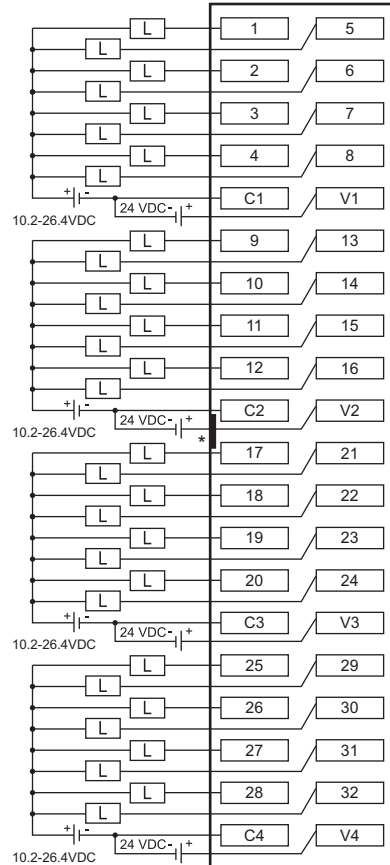 L 1 5
L
L 2 6
L
L 3 7
L
L 4 8
L
+ - C1 V1
10.2-26.4VDC 24 VDC - +
L 9 13
L
L 10 14
L
L 11 15
L
L 12 16
L
+ - C2 V2
10.2-26.4VDC 24 VDC - +
*
L 17 21
L
L 18 22
L
L 19 23
L
L 20 24
L
+ - C3 V3
10.2-26.4VDC 24 VDC - +
L 25 29
L
L 26 30
L
L 27 31
L
L 28 32
L
+ - C4 V4
10.2-26.4VDC 24 VDC - +